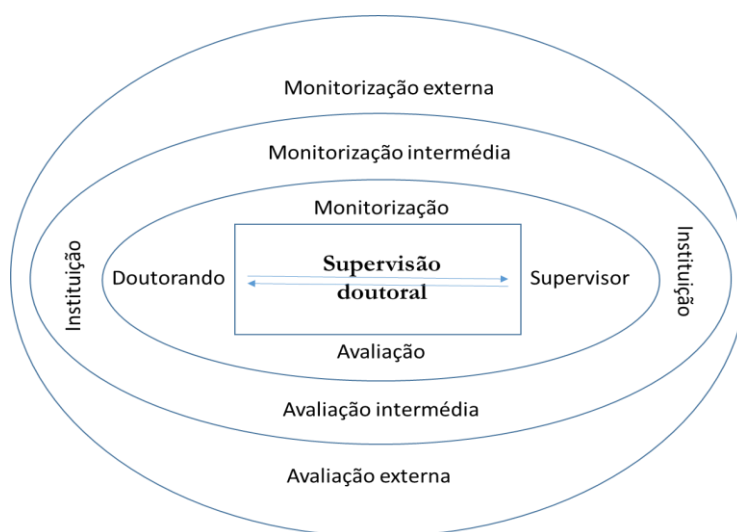 Monitorização externa
Monitorização intermédia
Monitorização
Instituição
Doutorando
Supervisão
doutoral
Supervisor
Instituição
Avaliação
Avaliação intermédia
Avaliação externa